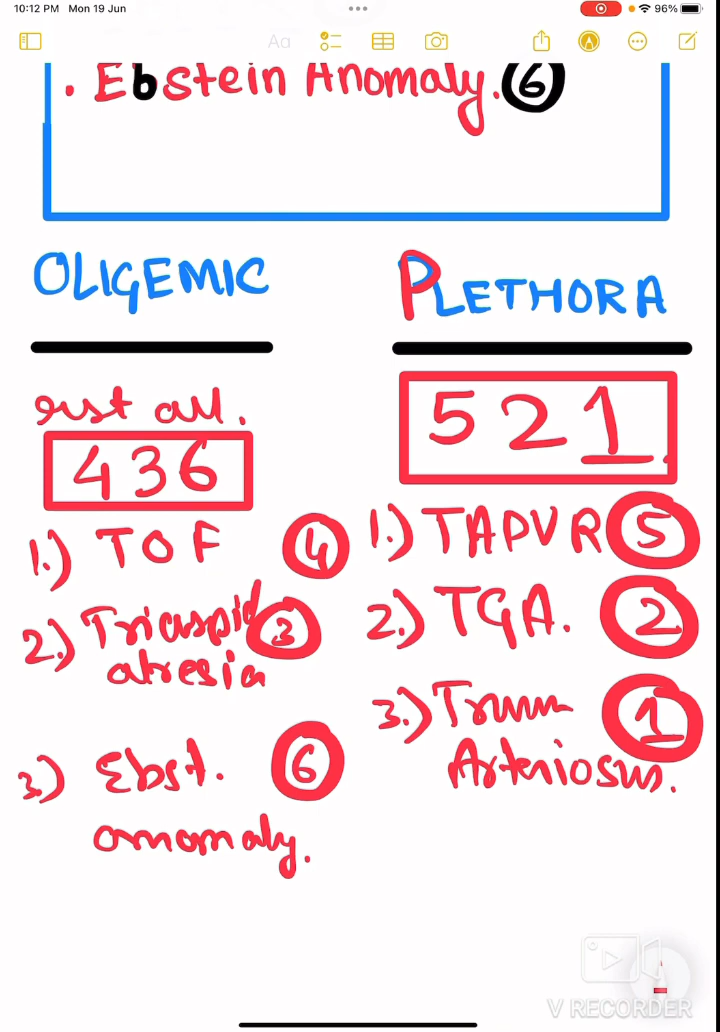 10:12 PM Mon 19 Jun
96%
Aa
. Ebstein Anomaly. 6
OLIGEMIC
PLETHORA
rest all.
436
521.
1.) TOF 4
1.) TAPVR 5
2.) Tricuspid 3
atresia
2.) TGA. 2
3.) Ebst. 6
anomaly.
3.) Trunn 1
Arteriosus.
V RECORDER